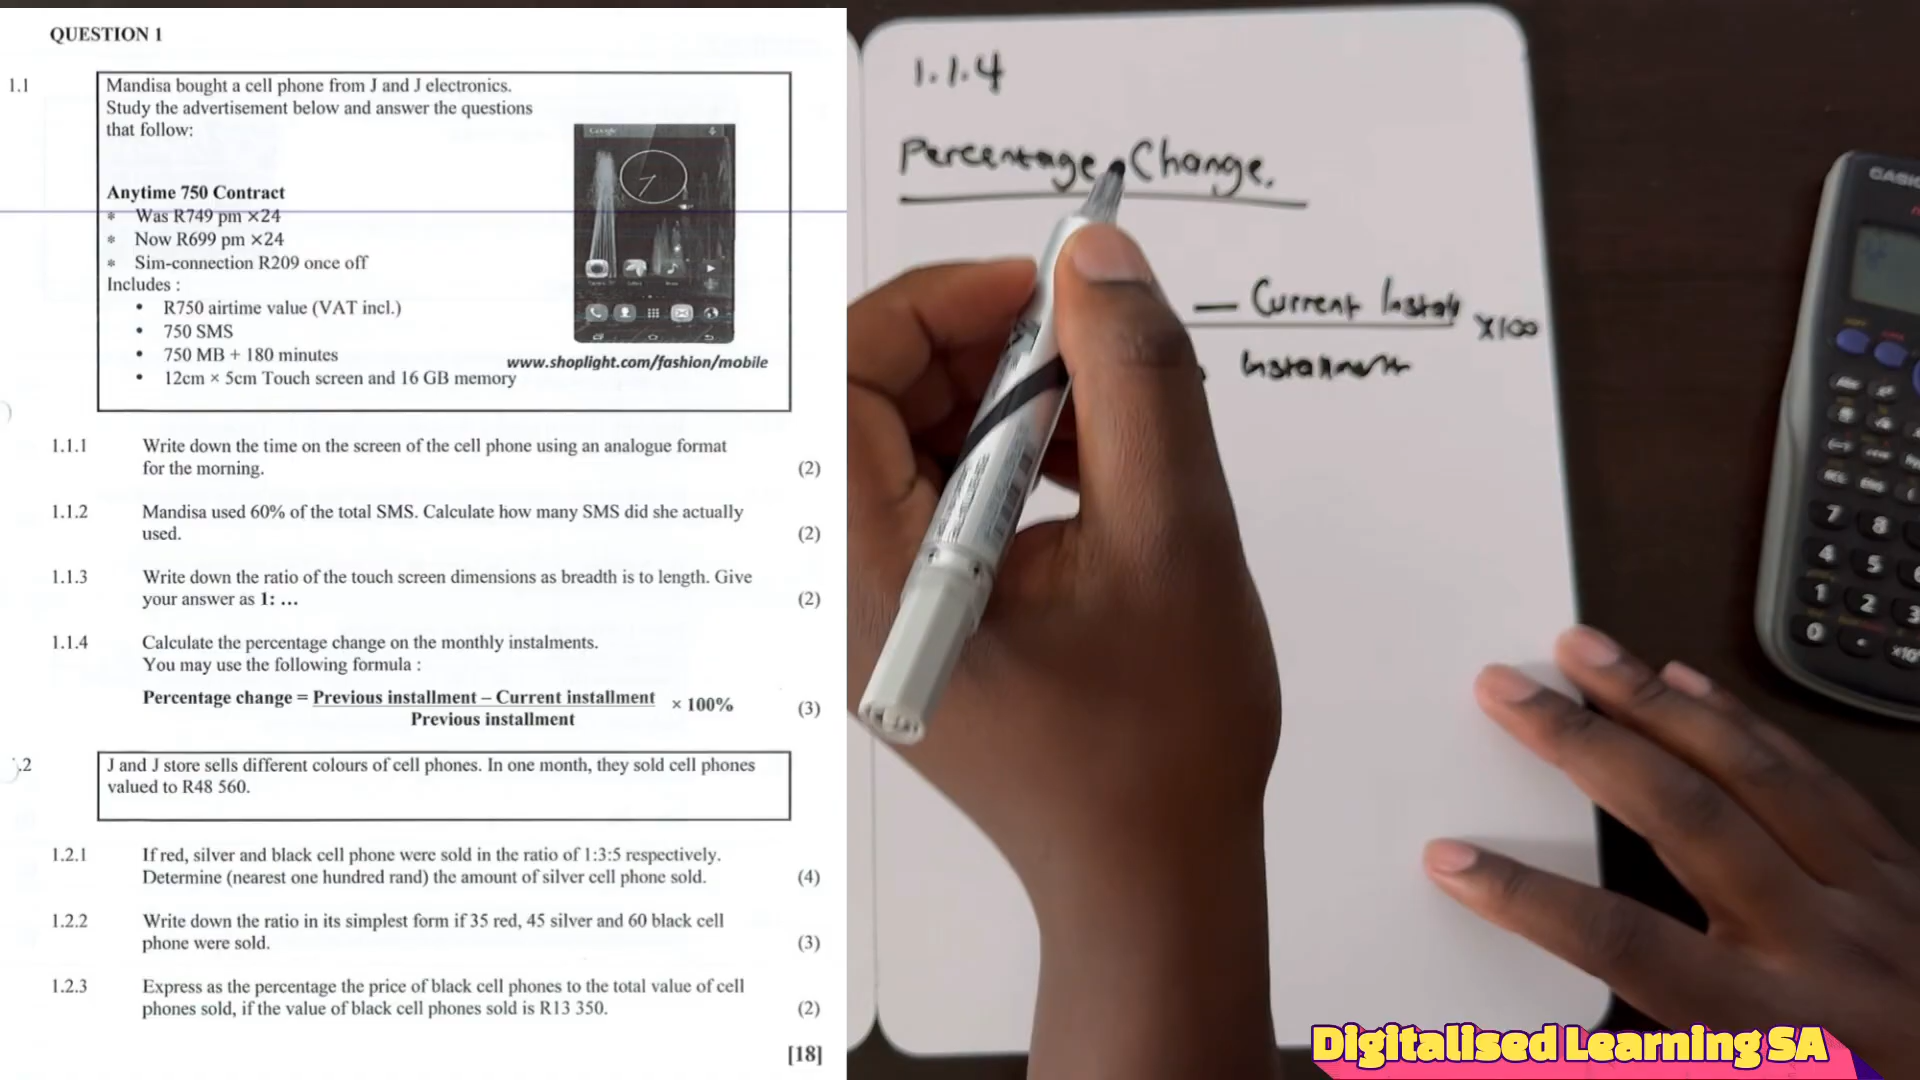 QUESTION 1
1.1
Mandisa bought a cell phone from J and J electronics.
Study the advertisement below and answer the questions
that follow:
Google
Anytime 750 Contract
* Was R749 pm ×24
* Now R699 pm ×24
* Sim-connection R209 once off
Includes :
• R750 airtime value (VAT incl.)
• 750 SMS
• 750 MB + 180 minutes
• 12cm × 5cm Touch screen and 16 GB memory
www.shoplight.com/fashion/mobile
1.1.1 Write down the time on the screen of the cell phone using an analogue format
for the morning. (2)
1.1.2 Mandisa used 60% of the total SMS. Calculate how many SMS did she actually
used. (2)
1.1.3 Write down the ratio of the touch screen dimensions as breadth is to length. Give
your answer as 1: … (2)
1.1.4 Calculate the percentage change on the monthly instalments.
You may use the following formula :
Percentage change = Previous installment – Current installment × 100%
Previous installment (3)
.2
J and J store sells different colours of cell phones. In one month, they sold cell phones
valued to R48 560.
1.2.1 If red, silver and black cell phone were sold in the ratio of 1:3:5 respectively.
Determine (nearest one hundred rand) the amount of silver cell phone sold. (4)
1.2.2 Write down the ratio in its simplest form if 35 red, 45 silver and 60 black cell
phone were sold. (3)
1.2.3 Express as the percentage the price of black cell phones to the total value of cell
phones sold, if the value of black cell phones sold is R13 350. (2)
[18]
1.1.4
Percentage Change.
— Current Install ×100
Installment
CASIO
7 8
4 5
1 2 3
0
Digitalised Learning SA